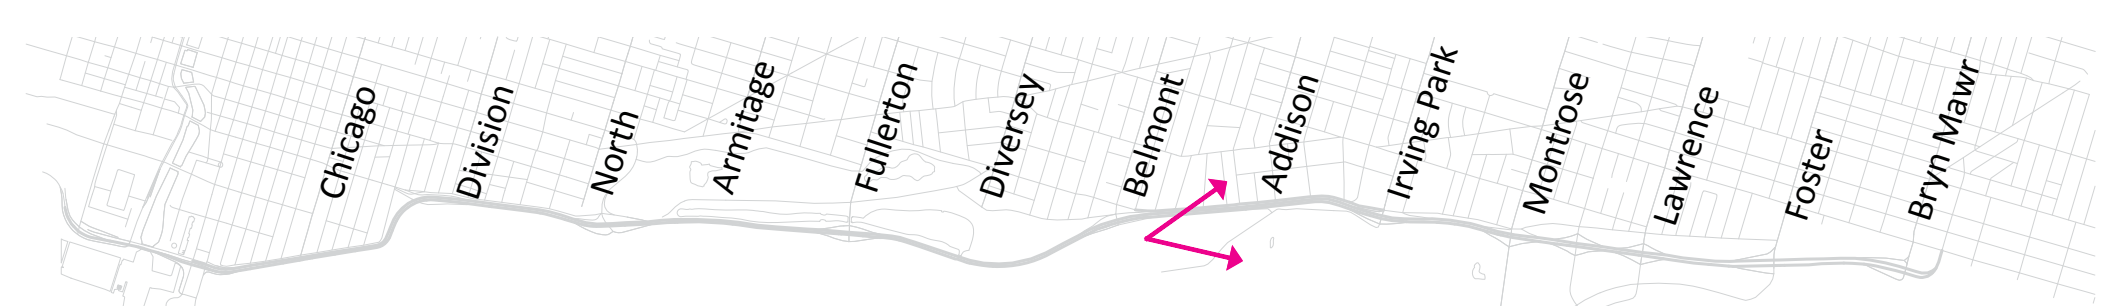 Chicago
Division
North
Armitage
Fullerton
Diversey
Belmont
Addison
Irving Park
Montrose
Lawrence
Foster
Bryn Mawr